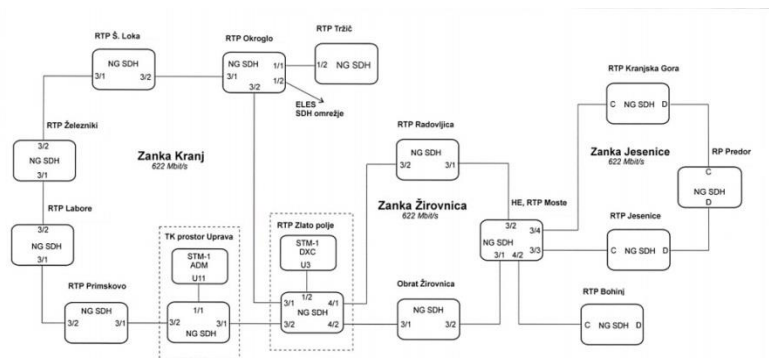 RTP Š. Loka
NG SDH
3/1 3/2
RTP Okroglo
NG SDH
3/1 1/1
3/2 1/2
RTP Tržič
1/2 NG SDH
ELES
SDH omrežje
RTP Železniki
3/2
NG SDH
3/1
Zanka Kranj
622 Mbit/s
RTP Labore
3/2
NG SDH
3/1
RTP Primskovo
NG SDH
3/2 3/1
TK prostor Uprava
STM-1
ADM
U11
1/1
3/2 3/1
NG SDH
RTP Zlato polje
STM-1
DXC
U3
1/2
3/1 4/1
NG SDH
3/2 4/2
RTP Radovljica
NG SDH
3/2 3/1
Zanka Žirovnica
622 Mbit/s
Obrat Žirovnica
NG SDH
3/1 3/2
HE, RTP Moste
3/2
3/4
NG SDH
3/3
3/1 4/2
RTP Kranjska Gora
C NG SDH D
Zanka Jesenice
622 Mbit/s
RP Predor
C
NG SDH
D
RTP Jesenice
C NG SDH D
RTP Bohinj
C NG SDH D